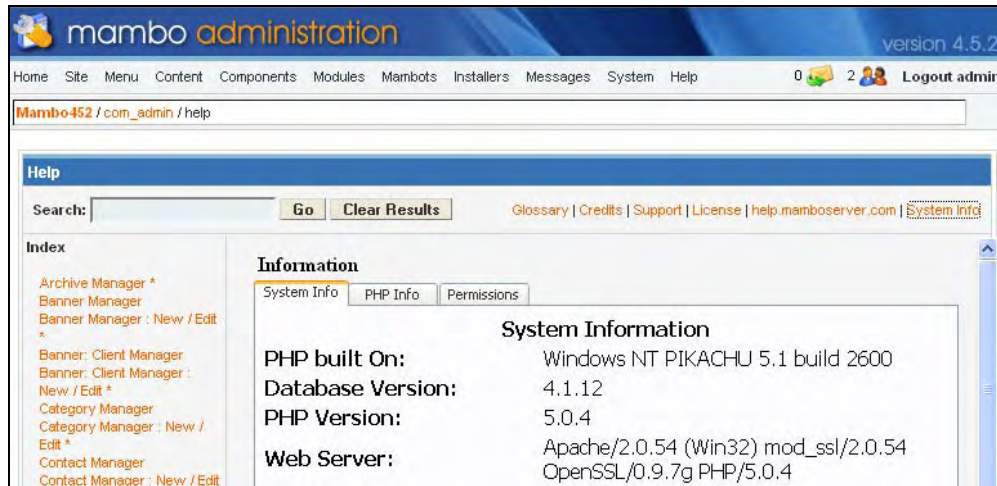 mambo administration
version 4.5.2
Home Site Menu Content Components Modules Mambots Installers Messages System Help 0 2 Logout admin
Mambo452 / com_admin / help
Help
Search: Go Clear Results Glossary | Credits | Support | License | help.mamboserver.com | System Info
Index
Archive Manager *
Banner Manager
Banner Manager : New / Edit
*
Banner: Client Manager
Banner: Client Manager :
New / Edit *
Category Manager
Category Manager : New /
Edit *
Contact Manager
Contact Manager : New / Edit
Information
System Info PHP Info Permissions
System Information
PHP built On: Windows NT PIKACHU 5.1 build 2600
Database Version: 4.1.12
PHP Version: 5.0.4
Web Server: Apache/2.0.54 (Win32) mod_ssl/2.0.54
OpenSSL/0.9.7g PHP/5.0.4